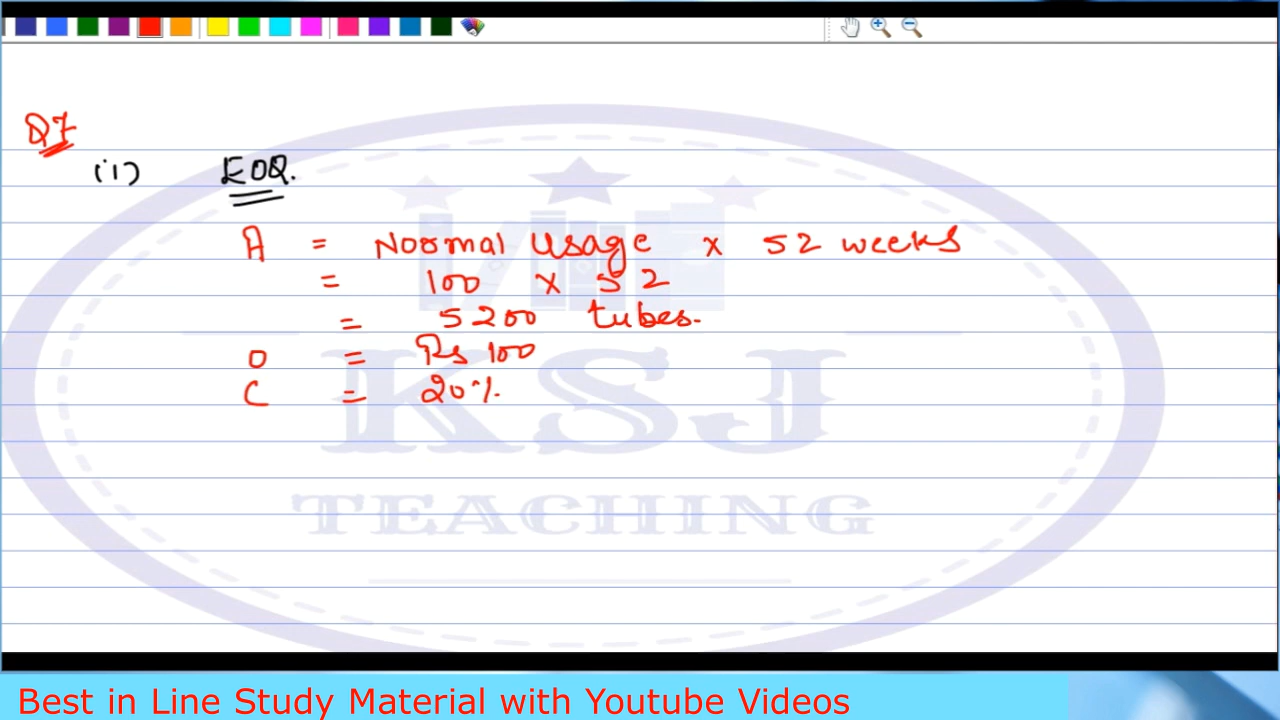 Q7
(i) EOQ.
A = Normal Usage x 52 weeks
= 100 x 52
= 5200 tubes.
O = Rs 100
C = 20%
KSJ
TEACHING
Best in Line Study Material with Youtube Videos